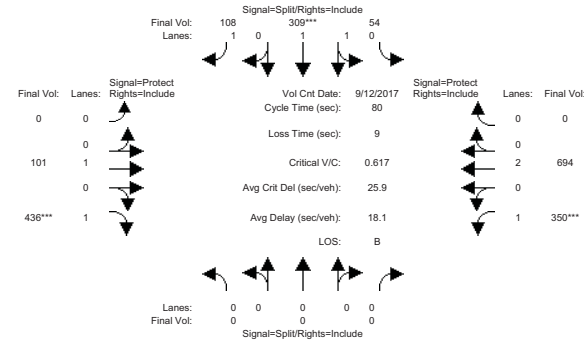 Signal=Split/Rights=Include
Final Vol: 108 309*** 54
Lanes: 1 0 1 1 0
Signal=Protect
Final Vol: Lanes: Rights=Include
Vol Cnt Date: 9/12/2017
Signal=Protect
Rights=Include Lanes: Final Vol:
Cycle Time (sec): 80
0 0
0 0
Loss Time (sec): 9
0
0
101 1
Critical V/C: 0.617
2 694
0
Avg Crit Del (sec/veh): 25.9
0
436*** 1
Avg Delay (sec/veh): 18.1
1 350***
LOS: B
Lanes: 0 0 0 0 0
Final Vol: 0 0 0
Signal=Split/Rights=Include